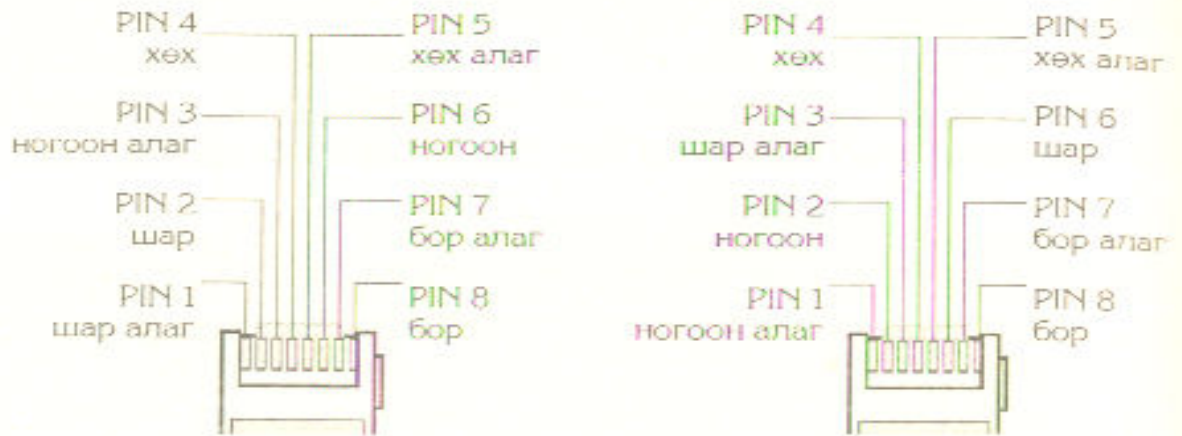 PIN 4
хөх
PIN 3
ногоон алаг
PIN 2
шар
PIN 1
шар алаг
PIN 5
хөх алаг
PIN 6
ногоон
PIN 7
бор алаг
PIN 8
бор
PIN 4
хөх
PIN 3
шар алаг
PIN 2
ногоон
PIN 1
ногоон алаг
PIN 5
хөх алаг
PIN 6
шар
PIN 7
бор алаг
PIN 8
бор